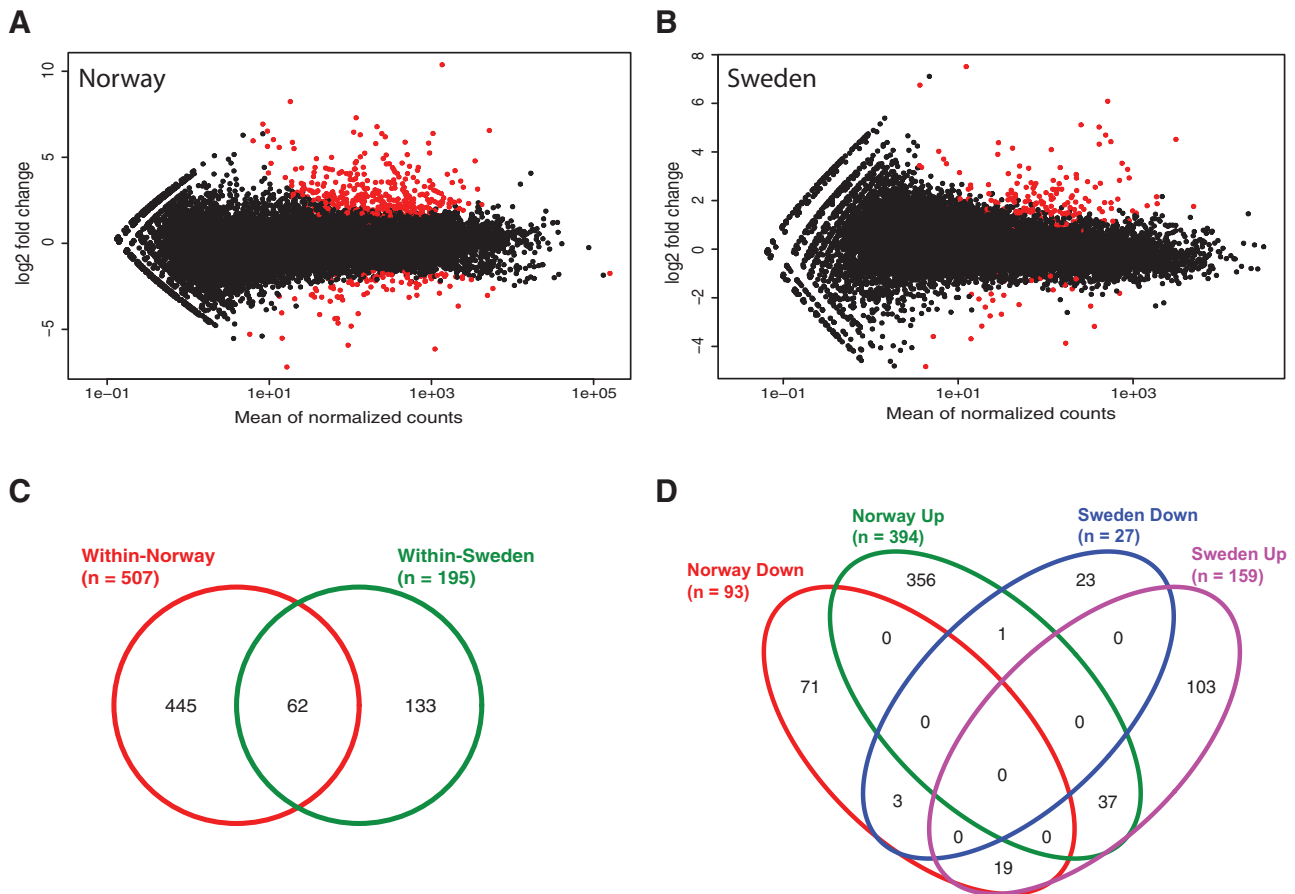 A
Norway
log2 fold change
10
5
0
−5
1e−01
1e+01
1e+03
1e+05
Mean of normalized counts
B
Sweden
log2 fold change
8
6
4
2
0
−2
−4
1e−01
1e+01
1e+03
Mean of normalized counts
C
Within-Norway
(n = 507)
Within-Sweden
(n = 195)
445
62
133
D
Norway Down
(n = 93)
Norway Up
(n = 394)
Sweden Down
(n = 27)
Sweden Up
(n = 159)
356
23
0
1
0
71
103
0
0
0
3
37
0
0
19